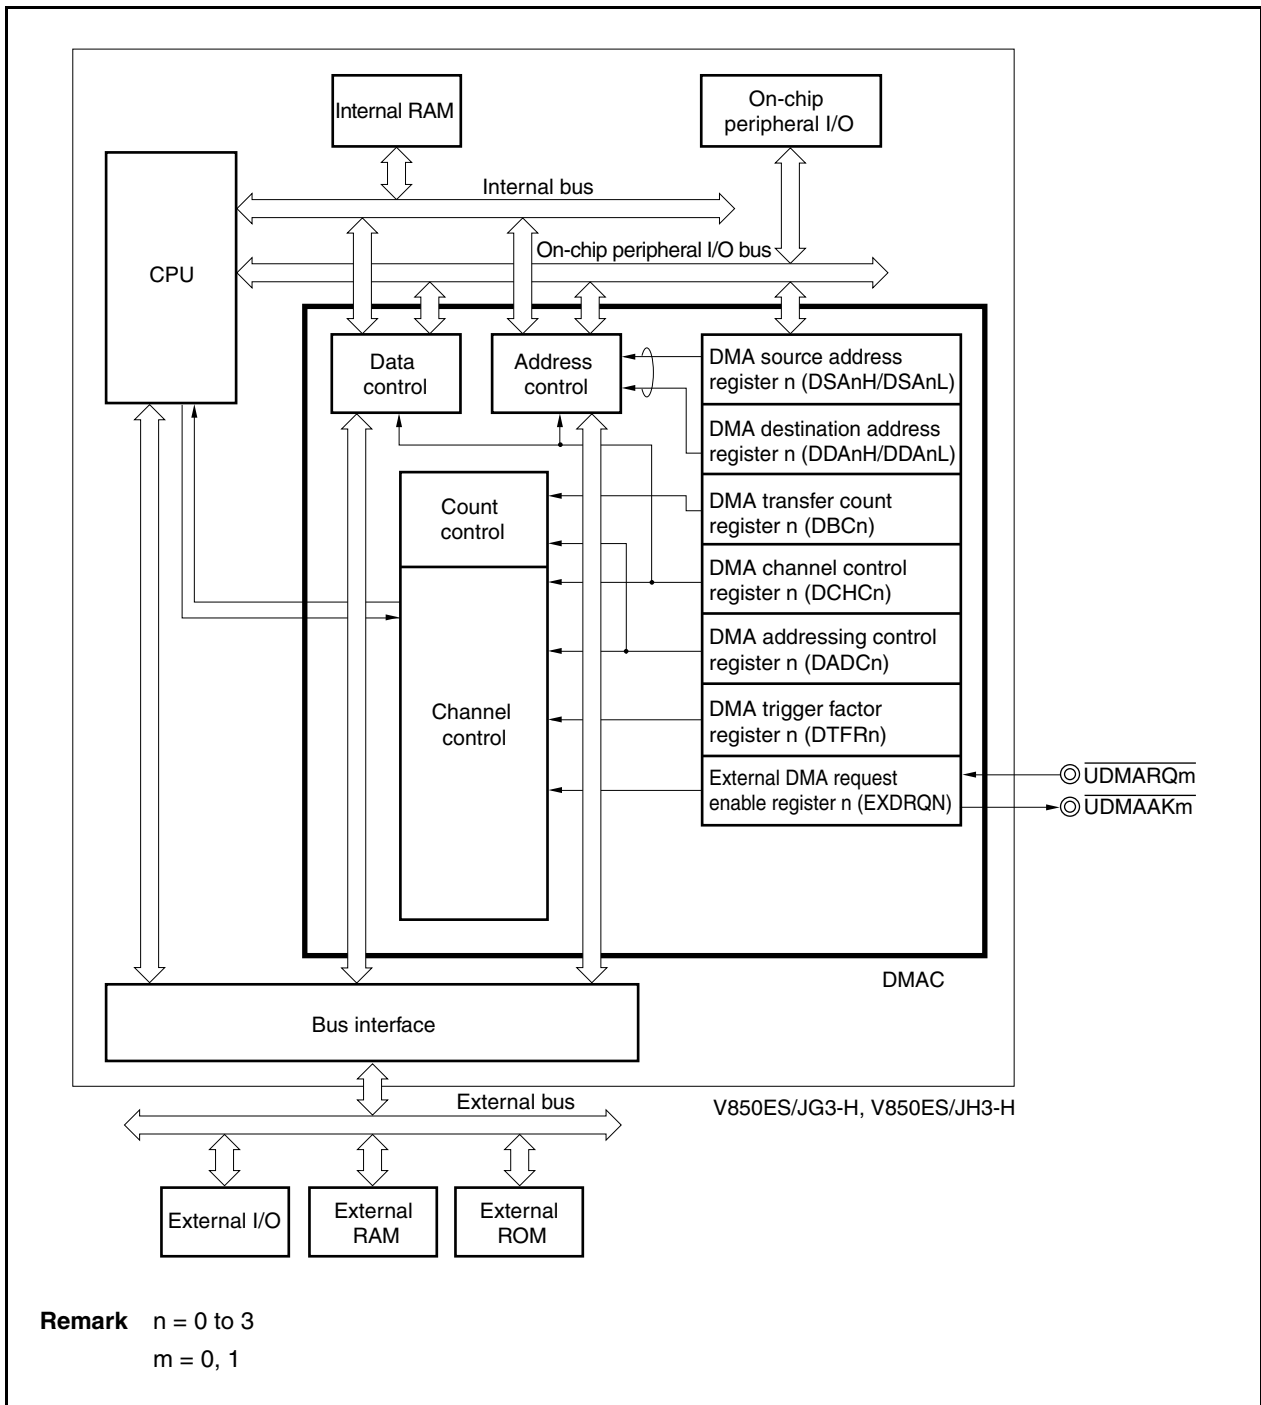 Internal RAM
On-chip
peripheral I/O
Internal bus
On-chip peripheral I/O bus
CPU
Data
control
Address
control
DMA source address
register n (DSAnH/DSAnL)
DMA destination address
register n (DDAnH/DDAnL)
Count
control
DMA transfer count
register n (DBCn)
DMA channel control
register n (DCHCn)
DMA addressing control
register n (DADCn)
Channel
control
DMA trigger factor
register n (DTFRn)
External DMA request
enable register n (EXDRQN)
UDMARQm
UDMAAKm
DMAC
Bus interface
External bus
V850ES/JG3-H, V850ES/JH3-H
External I/O
External
RAM
External
ROM
Remark n = 0 to 3
m = 0, 1